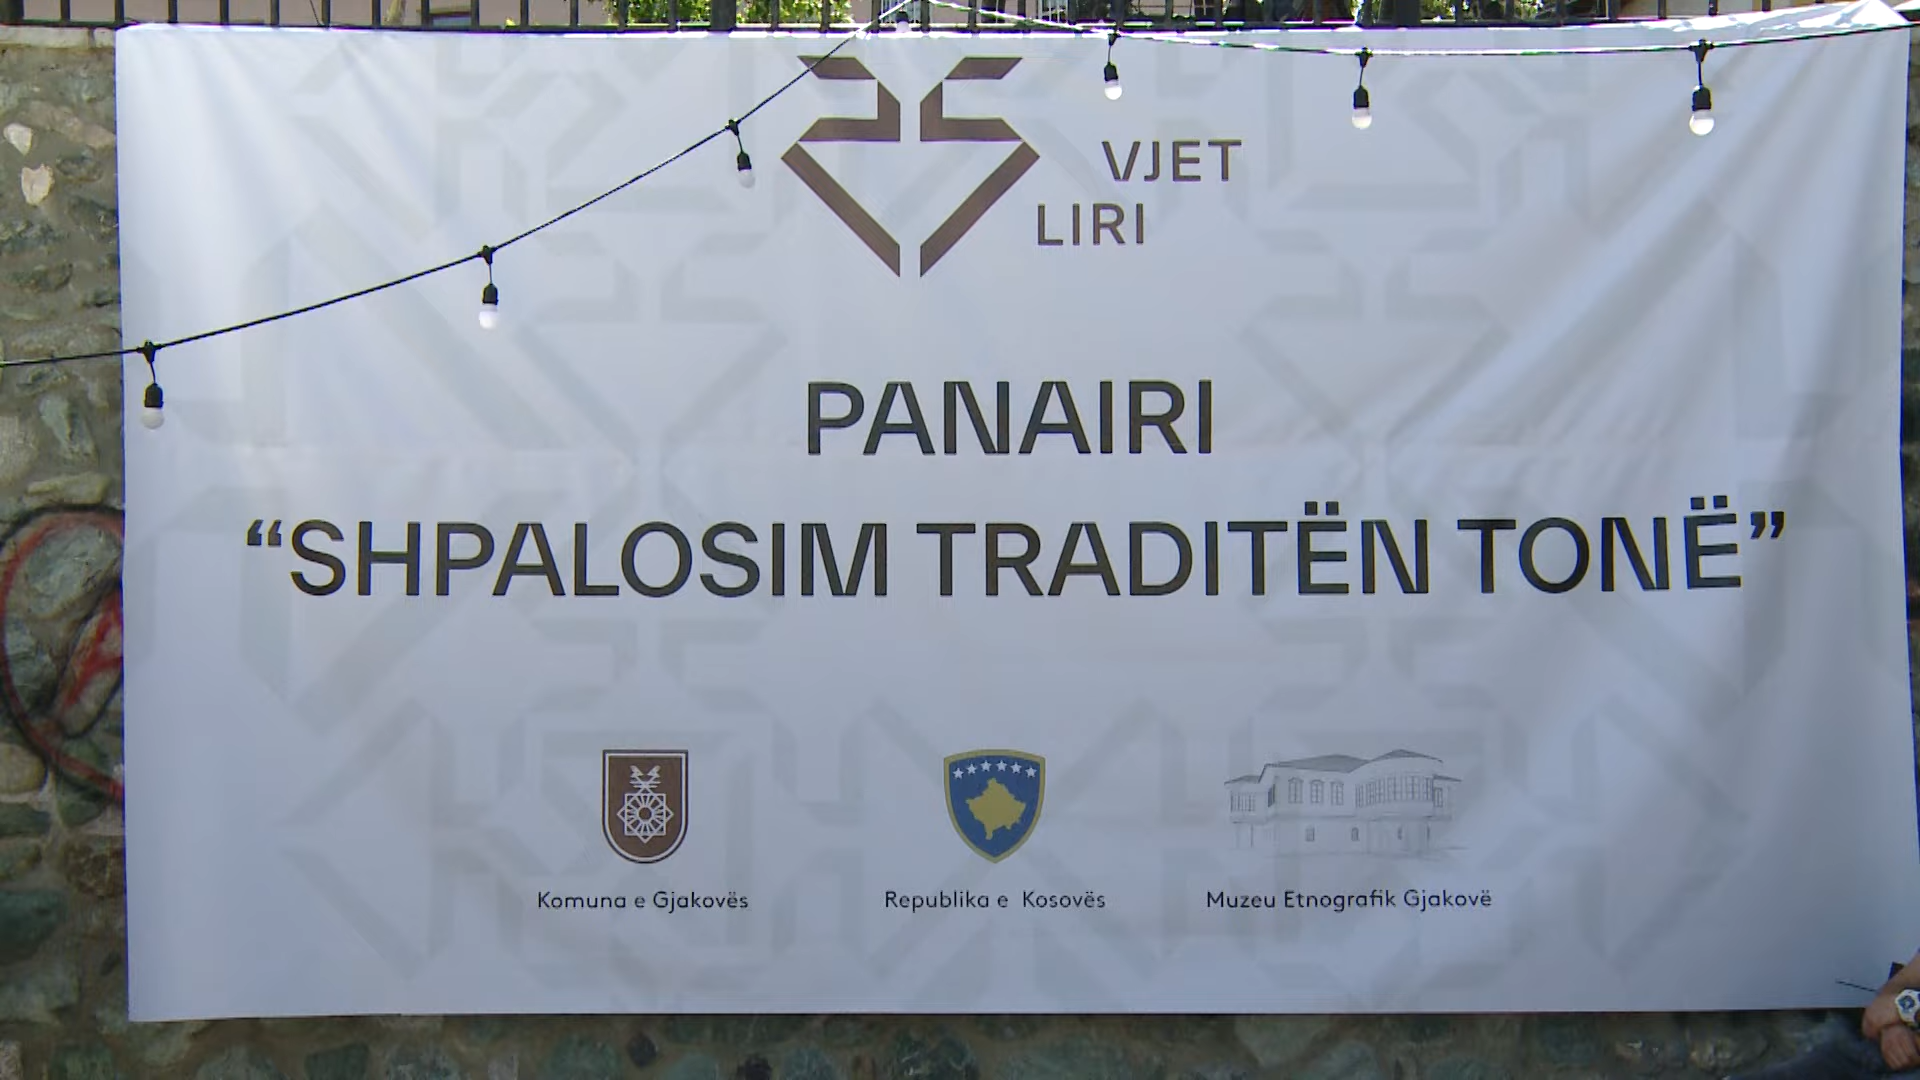 25 VJET
LIRI
PANAIRI
“SHPALOSIM TRADITËN TONË”
Komuna e Gjakovës
Republika e Kosovës
Muzeu Etnografik Gjakovë